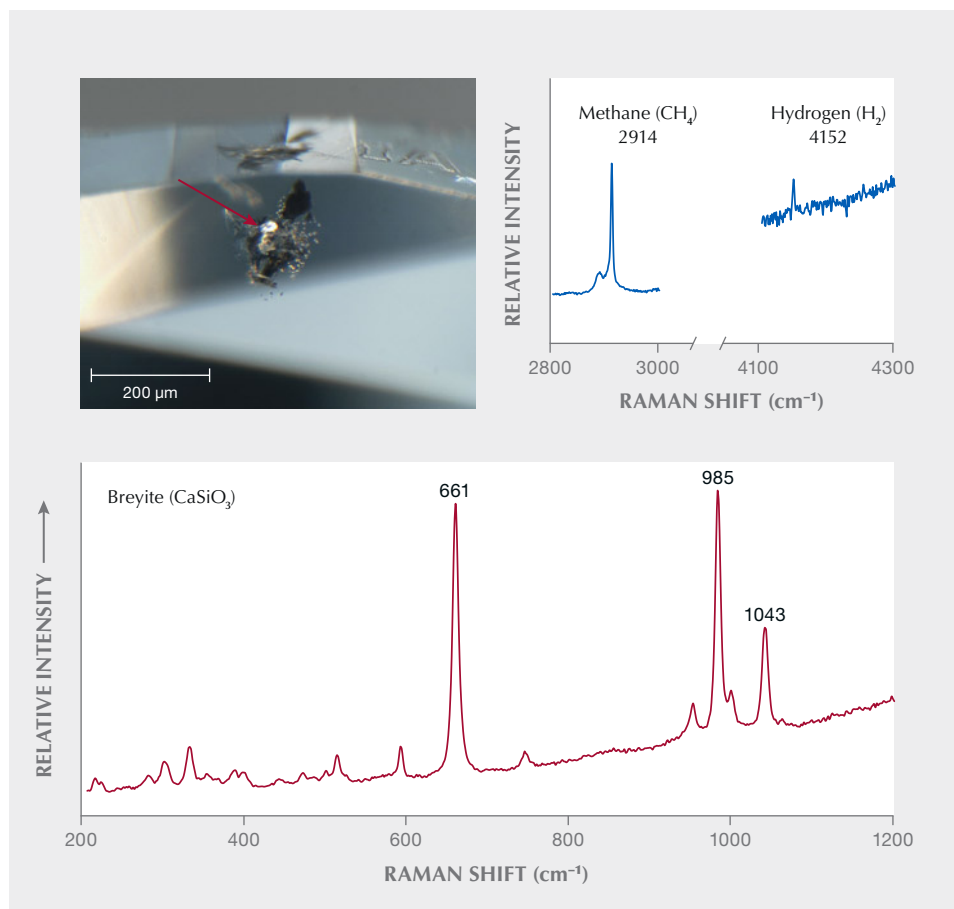 200 µm
Methane (CH₄)
2914
Hydrogen (H₂)
4152
RELATIVE INTENSITY
2800
3000
4100
4300
RAMAN SHIFT (cm⁻¹)
Breyite (CaSiO₃)
661
985
1043
RELATIVE INTENSITY
200
400
600
800
1000
1200
RAMAN SHIFT (cm⁻¹)